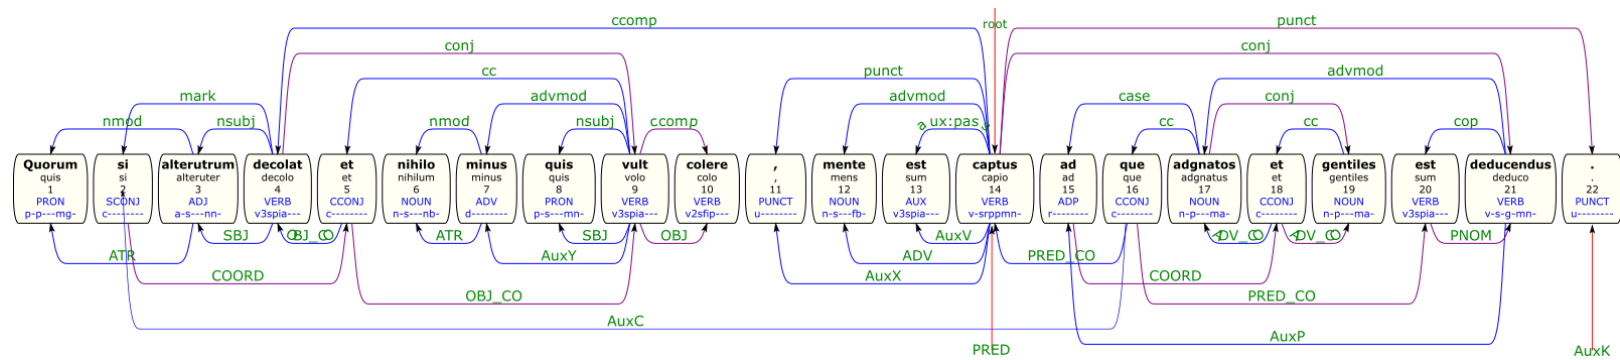 ccomp root punct
conj conj
cc punct advmod
mark advmod advmod case conj
nmod nsubj nmod nsubj ccomp aux:pass cc cc cop
Quorum si alterutrum decolat et nihilo minus quis vult colere , mente est captus ad que adgnatos et gentiles est deducendus .
quis si alteruter decolo et nihilum minus quis volo colo , mens sum capio ad que adgnatus et gentiles sum deduco .
1 2 3 4 5 6 7 8 9 10 11 12 13 14 15 16 17 18 19 20 21 22
PRON SCONJ ADJ VERB CCONJ NOUN ADV PRON VERB VERB PUNCT NOUN AUX VERB ADP CCONJ NOUN CCONJ NOUN VERB VERB PUNCT
p-p---mg- c-------- a-s---nn- v3spia--- c-------- n-s---nb- d-------- p-s---mn- v3spia--- v2sfip--- u-------- n-s---fb- v3spia--- v-srppmn- r-------- c-------- n-p---ma- c-------- n-p---ma- v3spia--- v-s-g-mn- u--------
SBJ OBJ_CO ATR SBJ OBJ AuxV ADV_CO ADV_CO PNOM
ATR AuxY ADV PRED_CO
COORD AuxX COORD
OBJ_CO PRED_CO
AuxC
AuxP
PRED AuxK